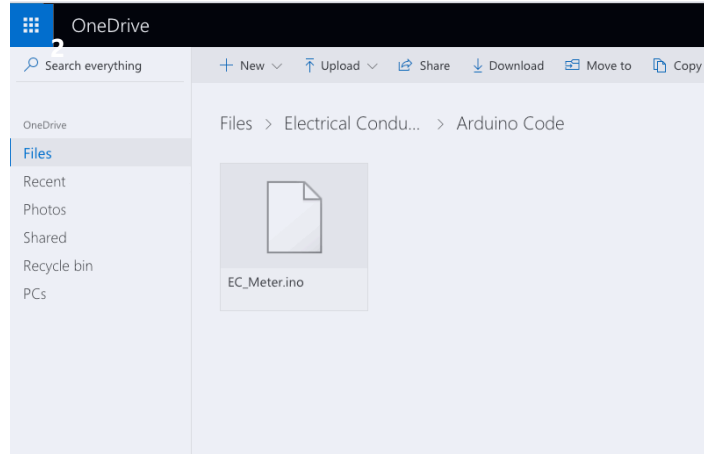 OneDrive
2
Search everything
New Upload Share Download Move to Copy
OneDrive
Files
Recent
Photos
Shared
Recycle bin
PCs
Files > Electrical Condu... > Arduino Code
EC_Meter.ino